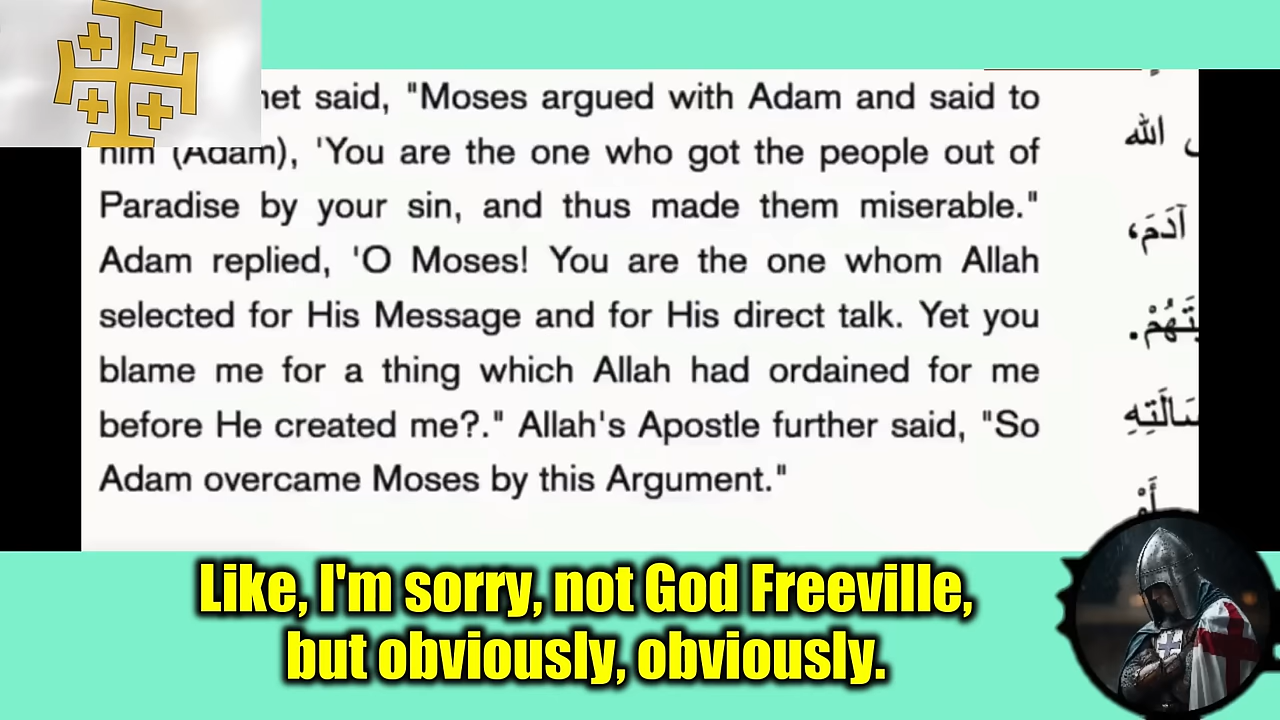 said, "Moses argued with Adam and said to
him (Adam), 'You are the one who got the people out of
Paradise by your sin, and thus made them miserable."
Adam replied, 'O Moses! You are the one whom Allah
selected for His Message and for His direct talk. Yet you
blame me for a thing which Allah had ordained for me
before He created me?." Allah's Apostle further said, "So
Adam overcame Moses by this Argument."
الله
آدَمَ،
Like, I'm sorry, not God Freeville,
but obviously, obviously.